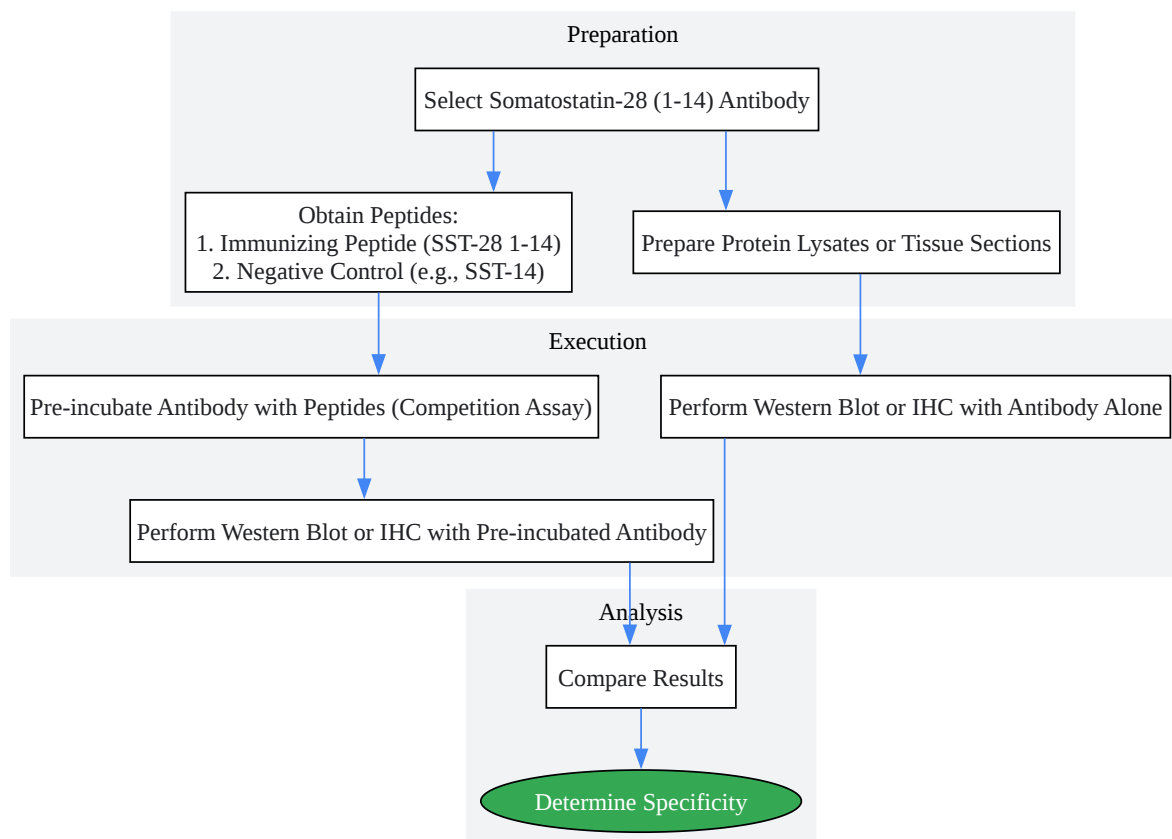 Preparation
Select Somatostatin-28 (1-14) Antibody
Obtain Peptides:
1. Immunizing Peptide (SST-28 1-14)
2. Negative Control (e.g., SST-14)
Prepare Protein Lysates or Tissue Sections
Execution
Pre-incubate Antibody with Peptides (Competition Assay)
Perform Western Blot or IHC with Antibody Alone
Perform Western Blot or IHC with Pre-incubated Antibody
Analysis
Compare Results
Determine Specificity